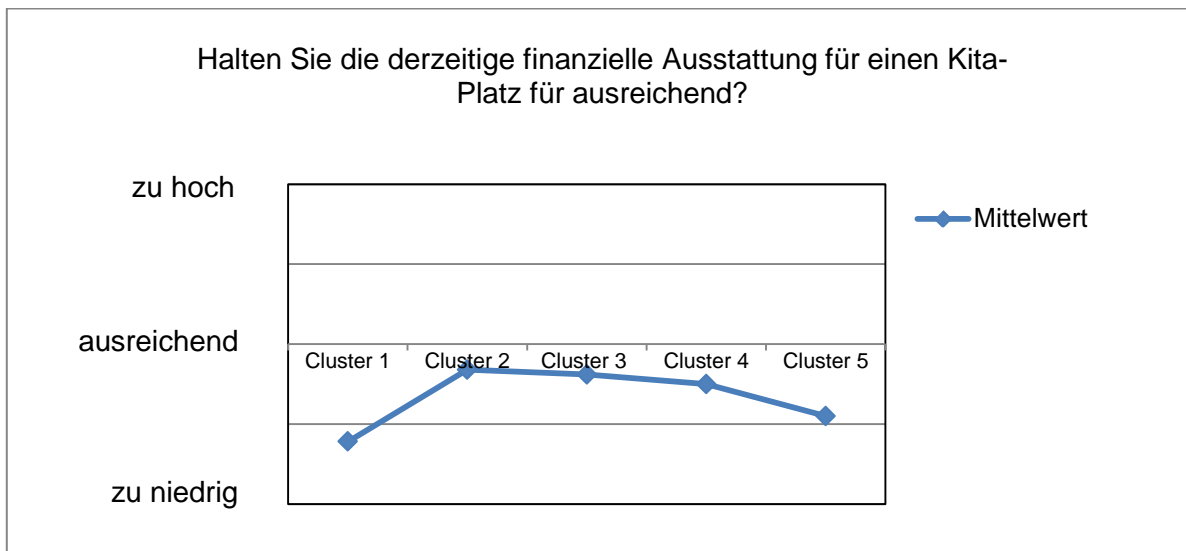 Halten Sie die derzeitige finanzielle Ausstattung für einen Kita-
Platz für ausreichend?
zu hoch
Mittelwert
ausreichend
Cluster 1 Cluster 2 Cluster 3 Cluster 4 Cluster 5
zu niedrig